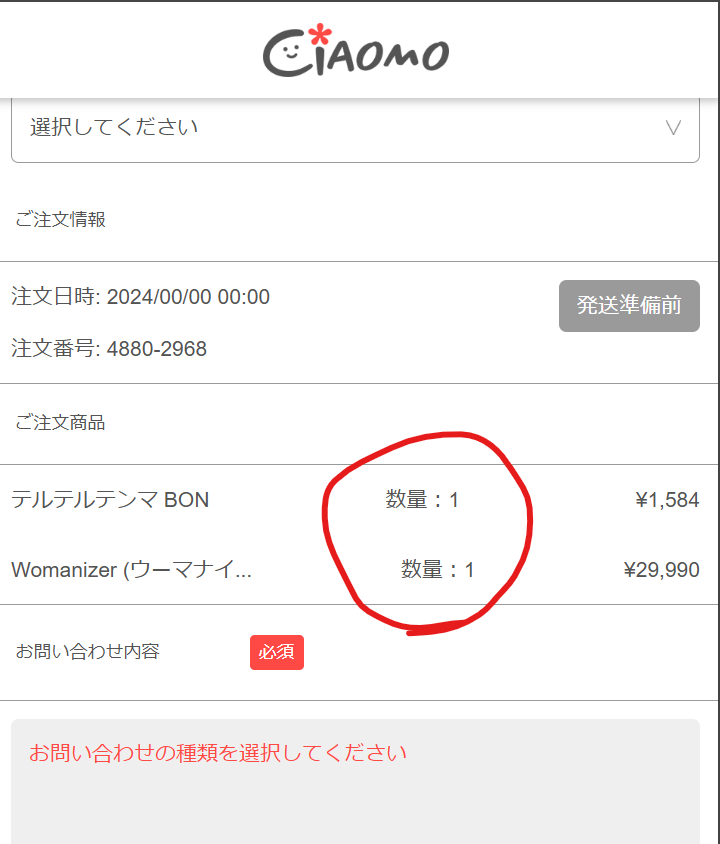 CiAOMO
選択してください
ご注文情報
注文日時: 2024/00/00 00:00
発送準備前
注文番号: 4880-2968
ご注文商品
テルテルテンマ BON 数量：1 ¥1,584
Womanizer (ウーマナイ... 数量：1 ¥29,990
お問い合わせ内容 必須
お問い合わせの種類を選択してください